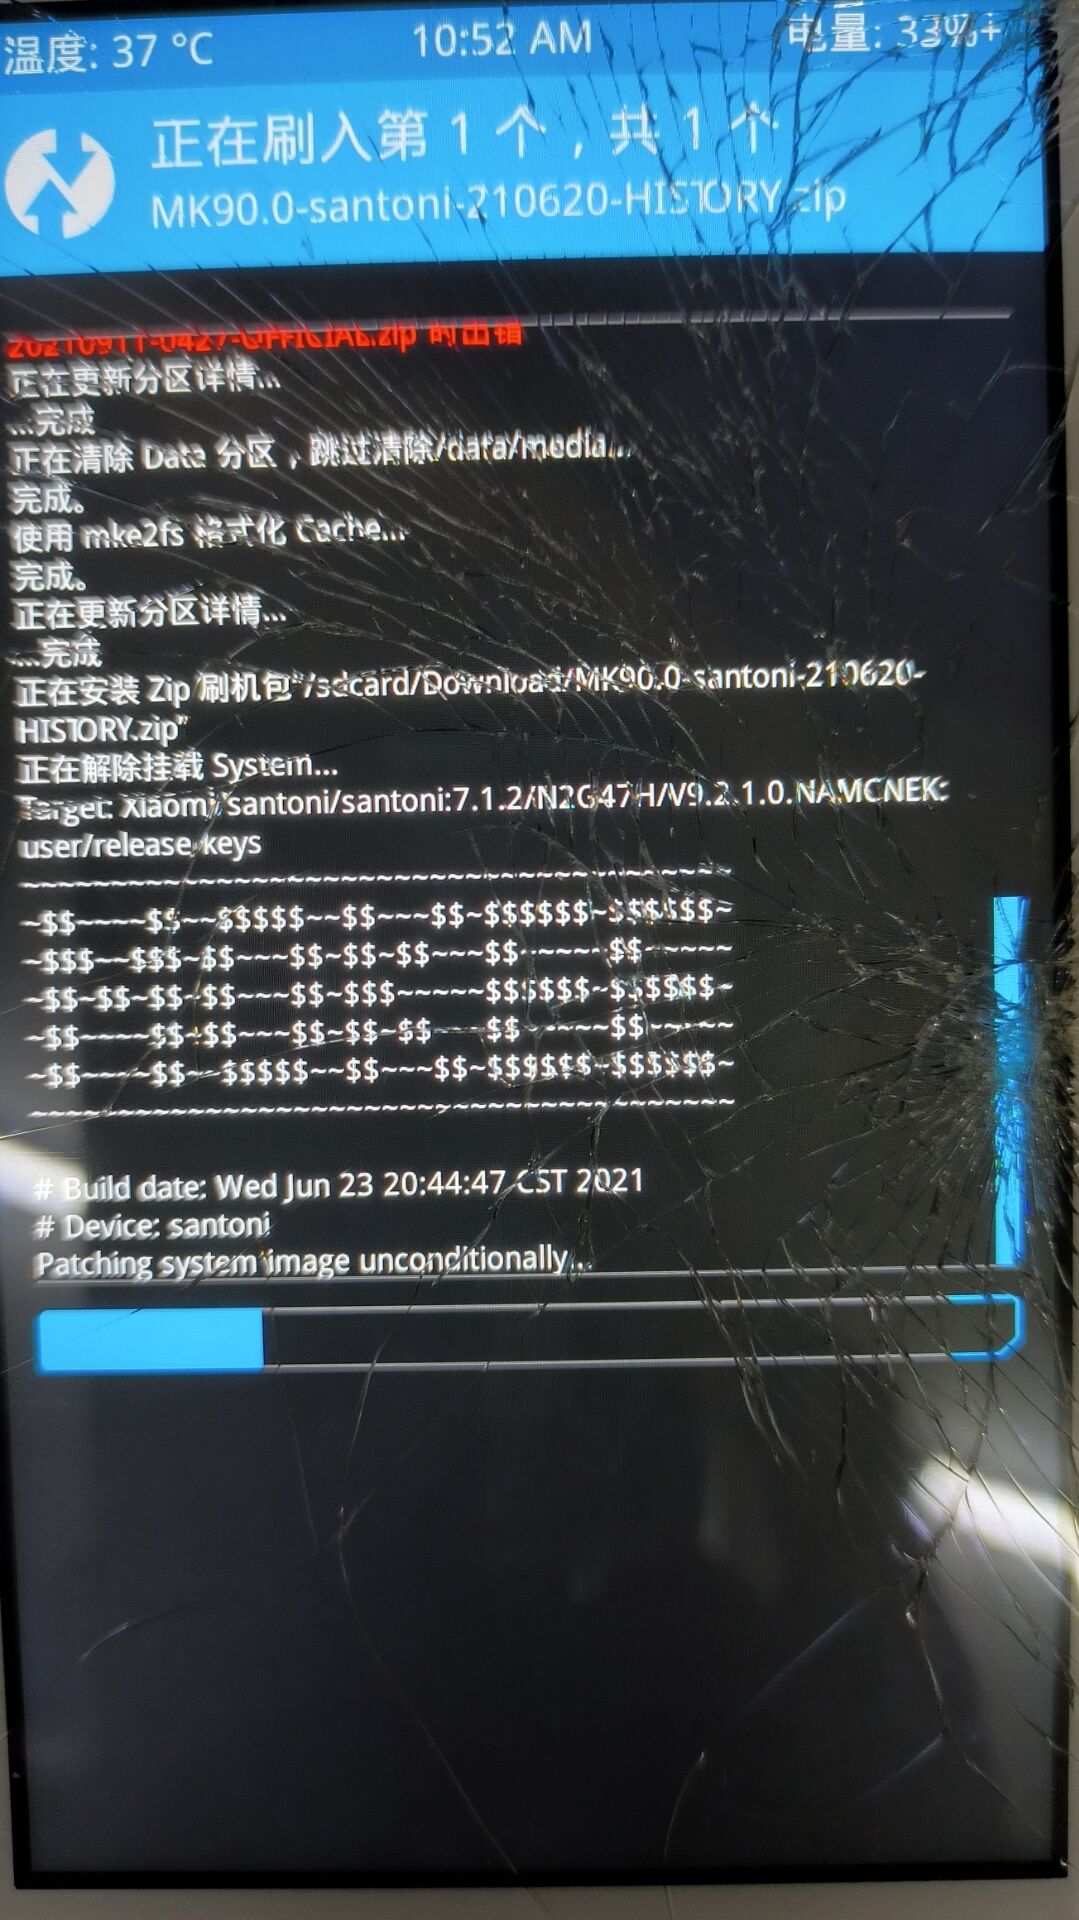 温度: 37 °C
10:52 AM
电量: 33%+
正在刷入第 1 个，共 1 个
MK90.0-santoni-210620-HISTORY.zip
20210911-0427-OFFICIAL.zip 时出错
正在更新分区详情...
...完成
正在清除 Data 分区，跳过清除/data/media...
完成。
使用 mke2fs 格式化 Cache...
完成。
正在更新分区详情...
...完成
正在安装 Zip 刷机包"/sdcard/Download/MK90.0-santoni-210620-
HISTORY.zip"
正在解除挂载 System...
Target: Xiaomi/santoni/santoni:7.1.2/N2G47H/V9.2.1.0.NAMCNEK:
user/release-keys
~~~~~~~~~~~~~~~~~~~~~~~~~~~~~~~~~~~~~~~~
~$$~~~~$$~~$$$$$~~$$~~~$$~$$$$$$~$$$$$$~
~$$$~~$$$~$$~~~$$~$$~$$~~~$$~~~~~~$$~~~~~
~$$~$$~$$~$$~~~$$~$$$~~~~~$$$$$$~$$$$$$~
~$$~~~~$$~$$~~~$$~$$~$$~~~$$~~~~~~$$~~~~~
~$$~~~~$$~~$$$$$~~$$~~~$$~$$$$$$~$$$$$$~
~~~~~~~~~~~~~~~~~~~~~~~~~~~~~~~~~~~~~~~~
# Build date: Wed Jun 23 20:44:47 CST 2021
# Device: santoni
Patching system image unconditionally...